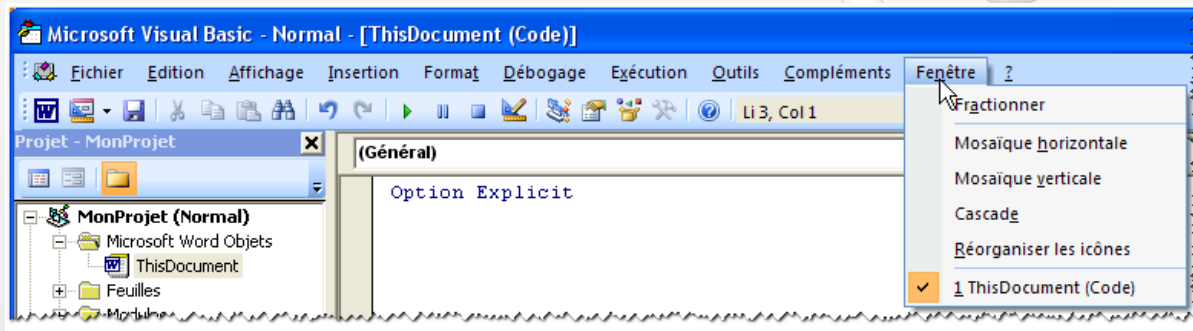 Microsoft Visual Basic - Normal - [ThisDocument (Code)]
Fichier Edition Affichage Insertion Format Débogage Exécution Outils Compléments Fenêtre ?
Li 3, Col 1
Projet - MonProjet
(Général)
Option Explicit
MonProjet (Normal)
Microsoft Word Objets
ThisDocument
Feuilles
Modules
Fractionner
Mosaïque horizontale
Mosaïque verticale
Cascade
Réorganiser les icônes
1 ThisDocument (Code)